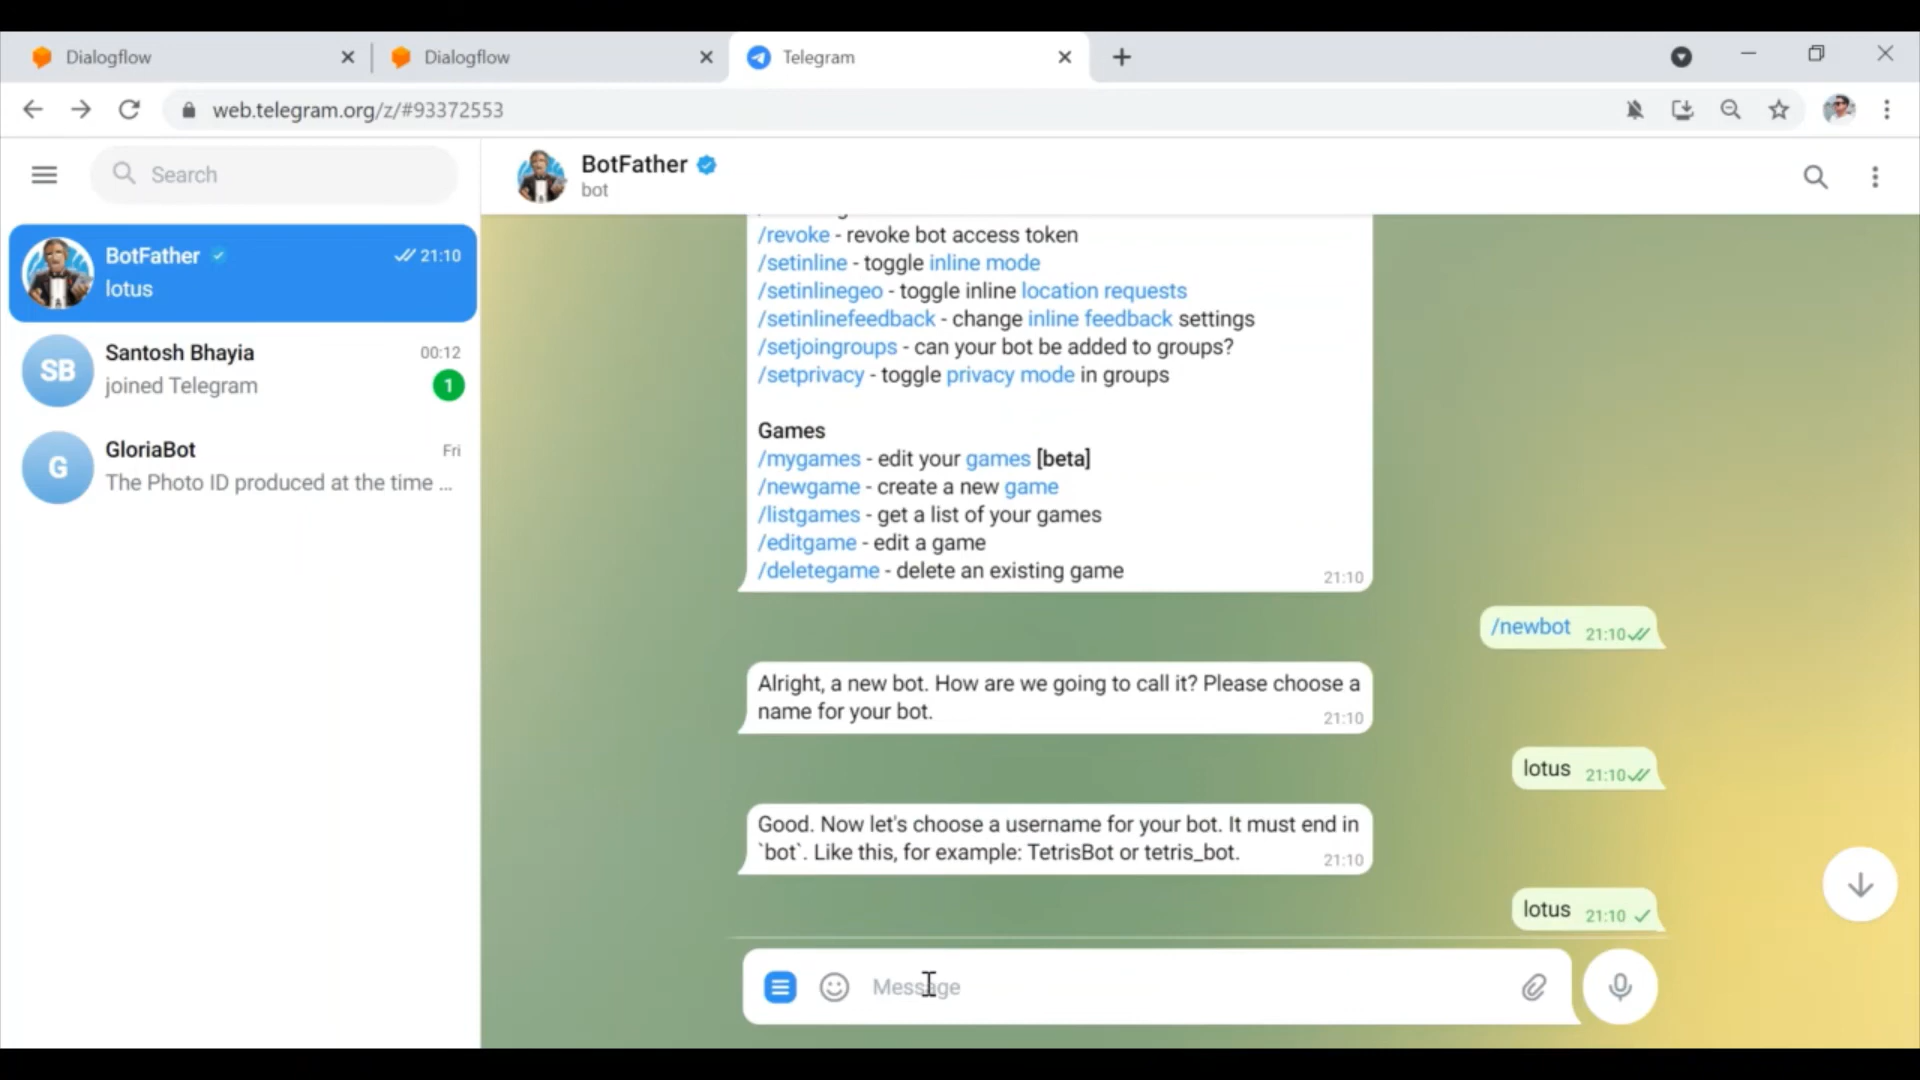 Dialogflow
Dialogflow
Telegram
web.telegram.org/z/#93372553
Search
BotFather
21:10
lotus
SB
Santosh Bhayia
00:12
joined Telegram
1
G
GloriaBot
Fri
The Photo ID produced at the time ...
BotFather
bot
/revoke - revoke bot access token
/setinline - toggle inline mode
/setinlinegeo - toggle inline location requests
/setinlinefeedback - change inline feedback settings
/setjoingroups - can your bot be added to groups?
/setprivacy - toggle privacy mode in groups
Games
/mygames - edit your games [beta]
/newgame - create a new game
/listgames - get a list of your games
/editgame - edit a game
/deletegame - delete an existing game
21:10
/newbot 21:10
Alright, a new bot. How are we going to call it? Please choose a
name for your bot.
21:10
lotus 21:10
Good. Now let's choose a username for your bot. It must end in
`bot`. Like this, for example: TetrisBot or tetris_bot.
21:10
lotus 21:10
Message